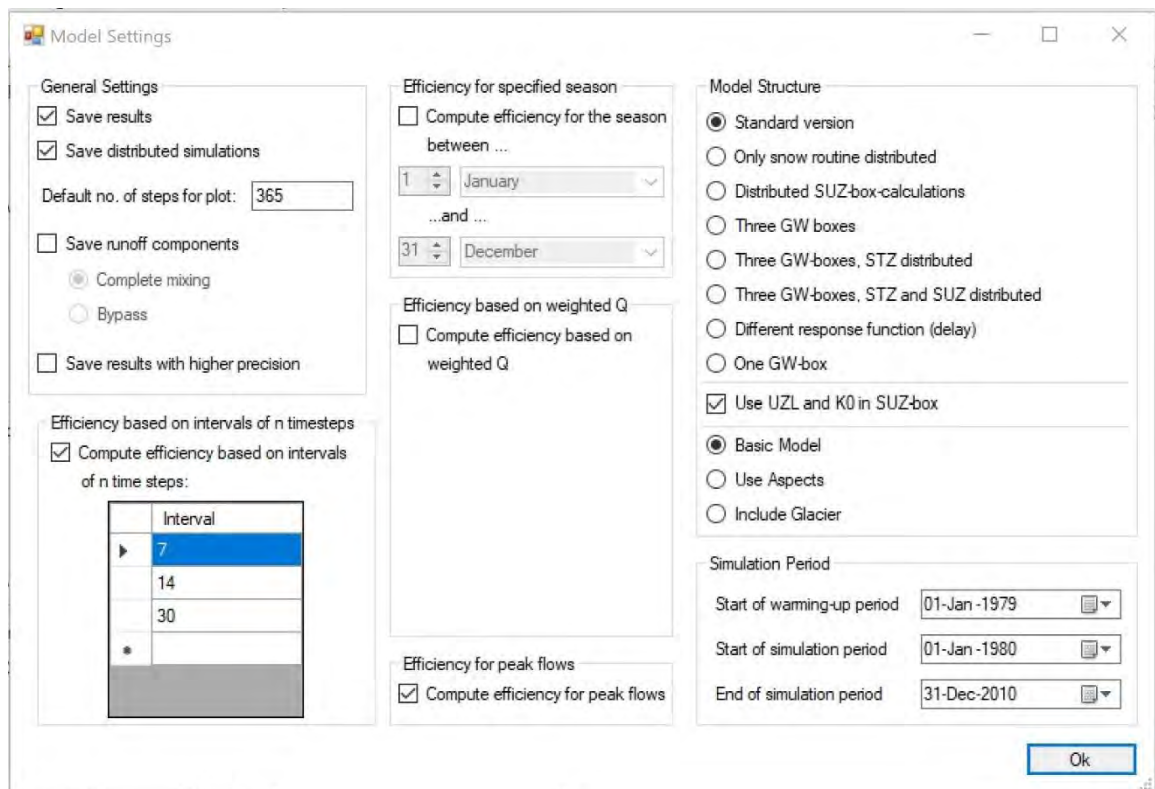 Model Settings
General Settings
Save results
Save distributed simulations
Default no. of steps for plot: 365
Save runoff components
Complete mixing
Bypass
Save results with higher precision
Efficiency based on intervals of n timesteps
Compute efficiency based on intervals
of n time steps:
Interval
7
14
30
Efficiency for specified season
Compute efficiency for the season
between ...
1 January
...and ...
31 December
Efficiency based on weighted Q
Compute efficiency based on
weighted Q
Efficiency for peak flows
Compute efficiency for peak flows
Model Structure
Standard version
Only snow routine distributed
Distributed SUZ-box-calculations
Three GW boxes
Three GW-boxes, STZ distributed
Three GW-boxes, STZ and SUZ distributed
Different response function (delay)
One GW-box
Use UZL and K0 in SUZ-box
Basic Model
Use Aspects
Include Glacier
Simulation Period
Start of warming-up period 01-Jan -1979
Start of simulation period 01-Jan -1980
End of simulation period 31-Dec-2010
Ok